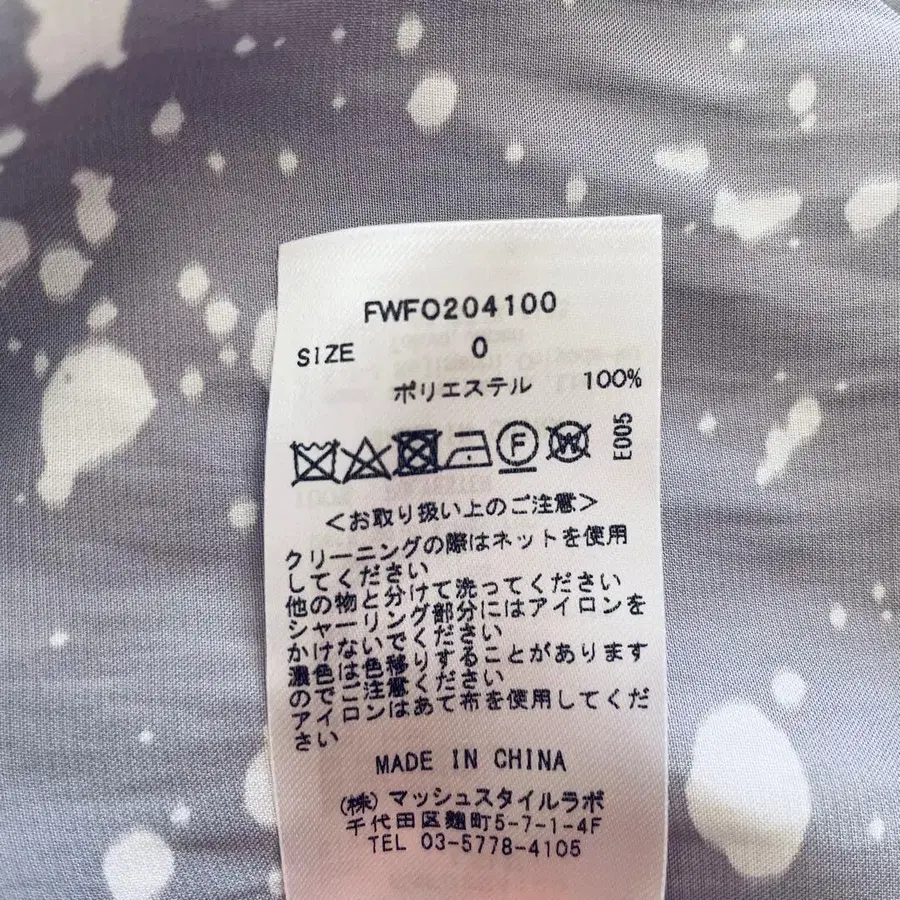 FWFO204100
SIZE 0
ポリエステル 100%
F W E005
<お取り扱い上のご注意>
クリーニングの際はネットを使用
してください
他の物と分けて洗ってください
シャーリング部分にはアイロンを
かけないでください
濃色は色移りすることがあります
のでご注意ください
アイロンはあて布を使用してくだ
さい
MADE IN CHINA
(株)マッシュスタイルラボ
千代田区麹町5-7-1-4F
TEL 03-5778-4105